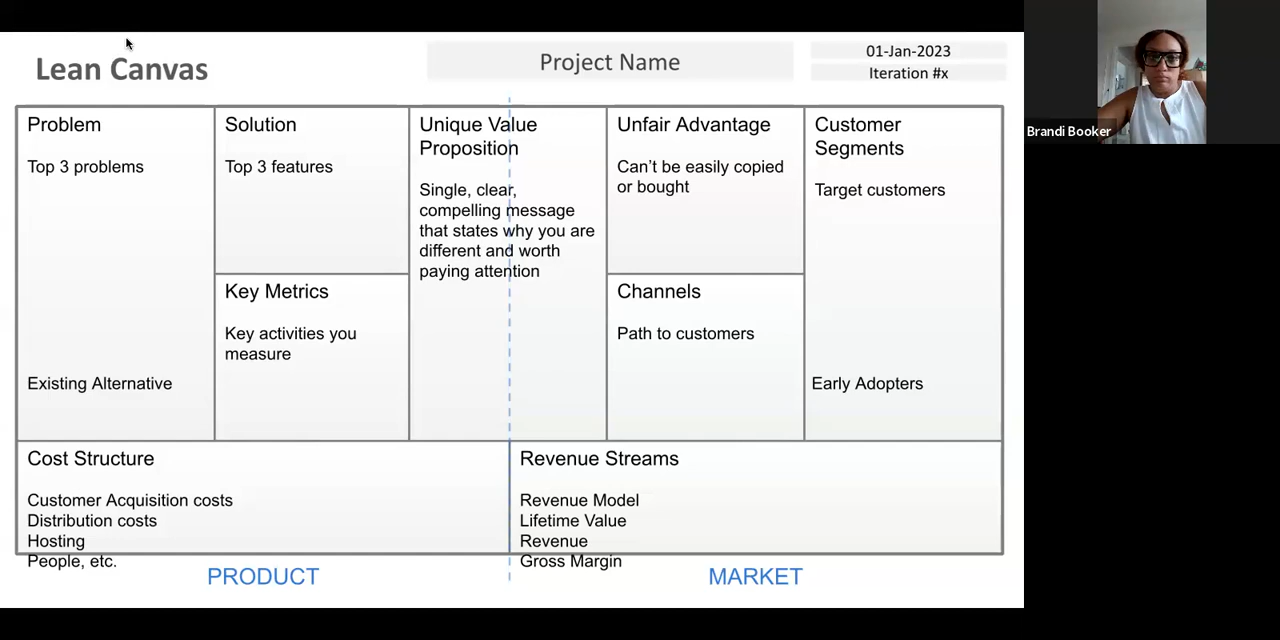 Lean Canvas
Project Name
01-Jan-2023
Iteration #x
Problem
Top 3 problems
Existing Alternative
Solution
Top 3 features
Key Metrics
Key activities you
measure
Unique Value
Proposition
Single, clear,
compelling message
that states why you are
different and worth
paying attention
Unfair Advantage
Can’t be easily copied
or bought
Channels
Path to customers
Customer
Segments
Target customers
Early Adopters
Cost Structure
Customer Acquisition costs
Distribution costs
Hosting
People, etc.
Revenue Streams
Revenue Model
Lifetime Value
Revenue
Gross Margin
PRODUCT
MARKET
Brandi Booker